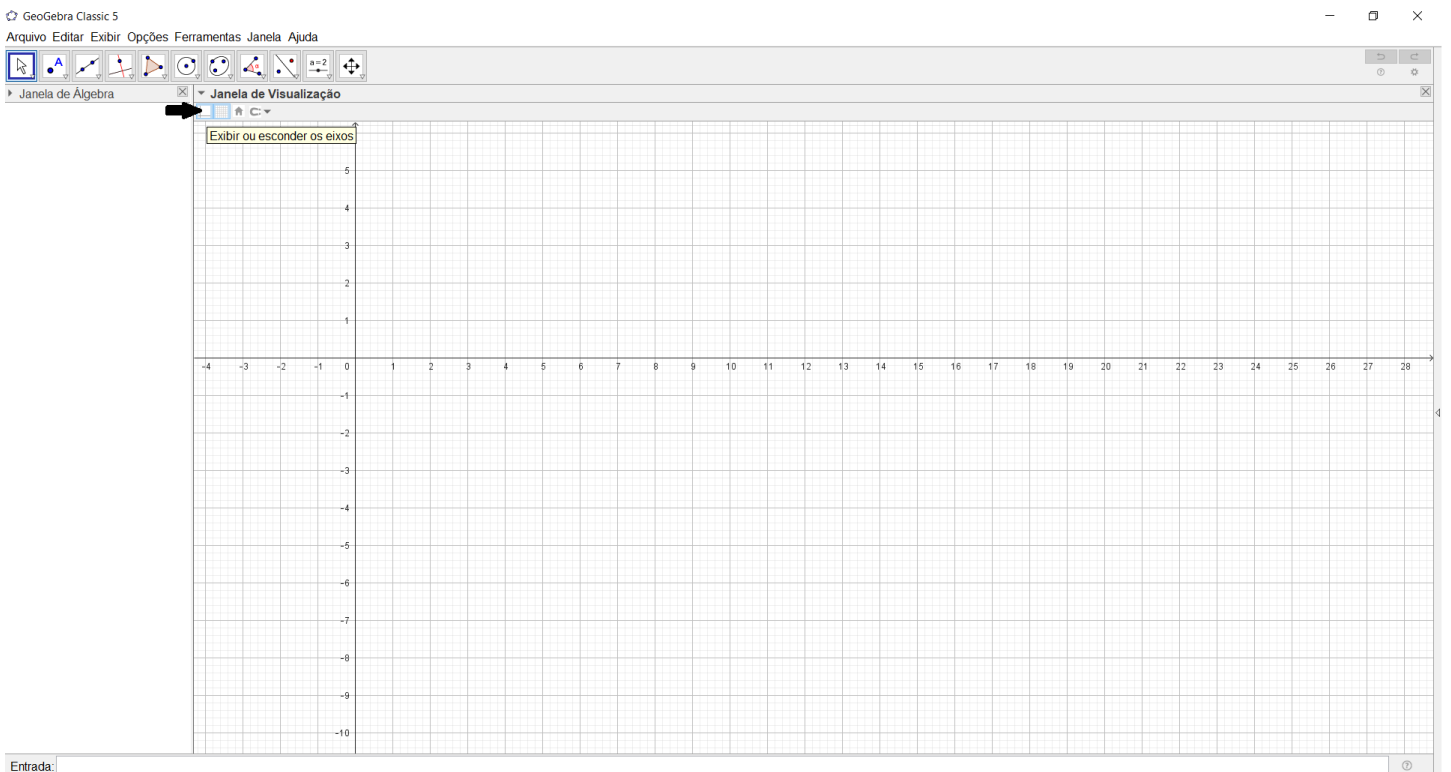 GeoGebra Classic 5
Arquivo Editar Exibir Opções Ferramentas Janela Ajuda
A
α
a=2
Janela de Álgebra
Janela de Visualização
Exibir ou esconder os eixos
5
4
3
2
1
-4 -3 -2 -1 0 1 2 3 4 5 6 7 8 9 10 11 12 13 14 15 16 17 18 19 20 21 22 23 24 25 26 27 28
-1
-2
-3
-4
-5
-6
-7
-8
-9
-10
Entrada: